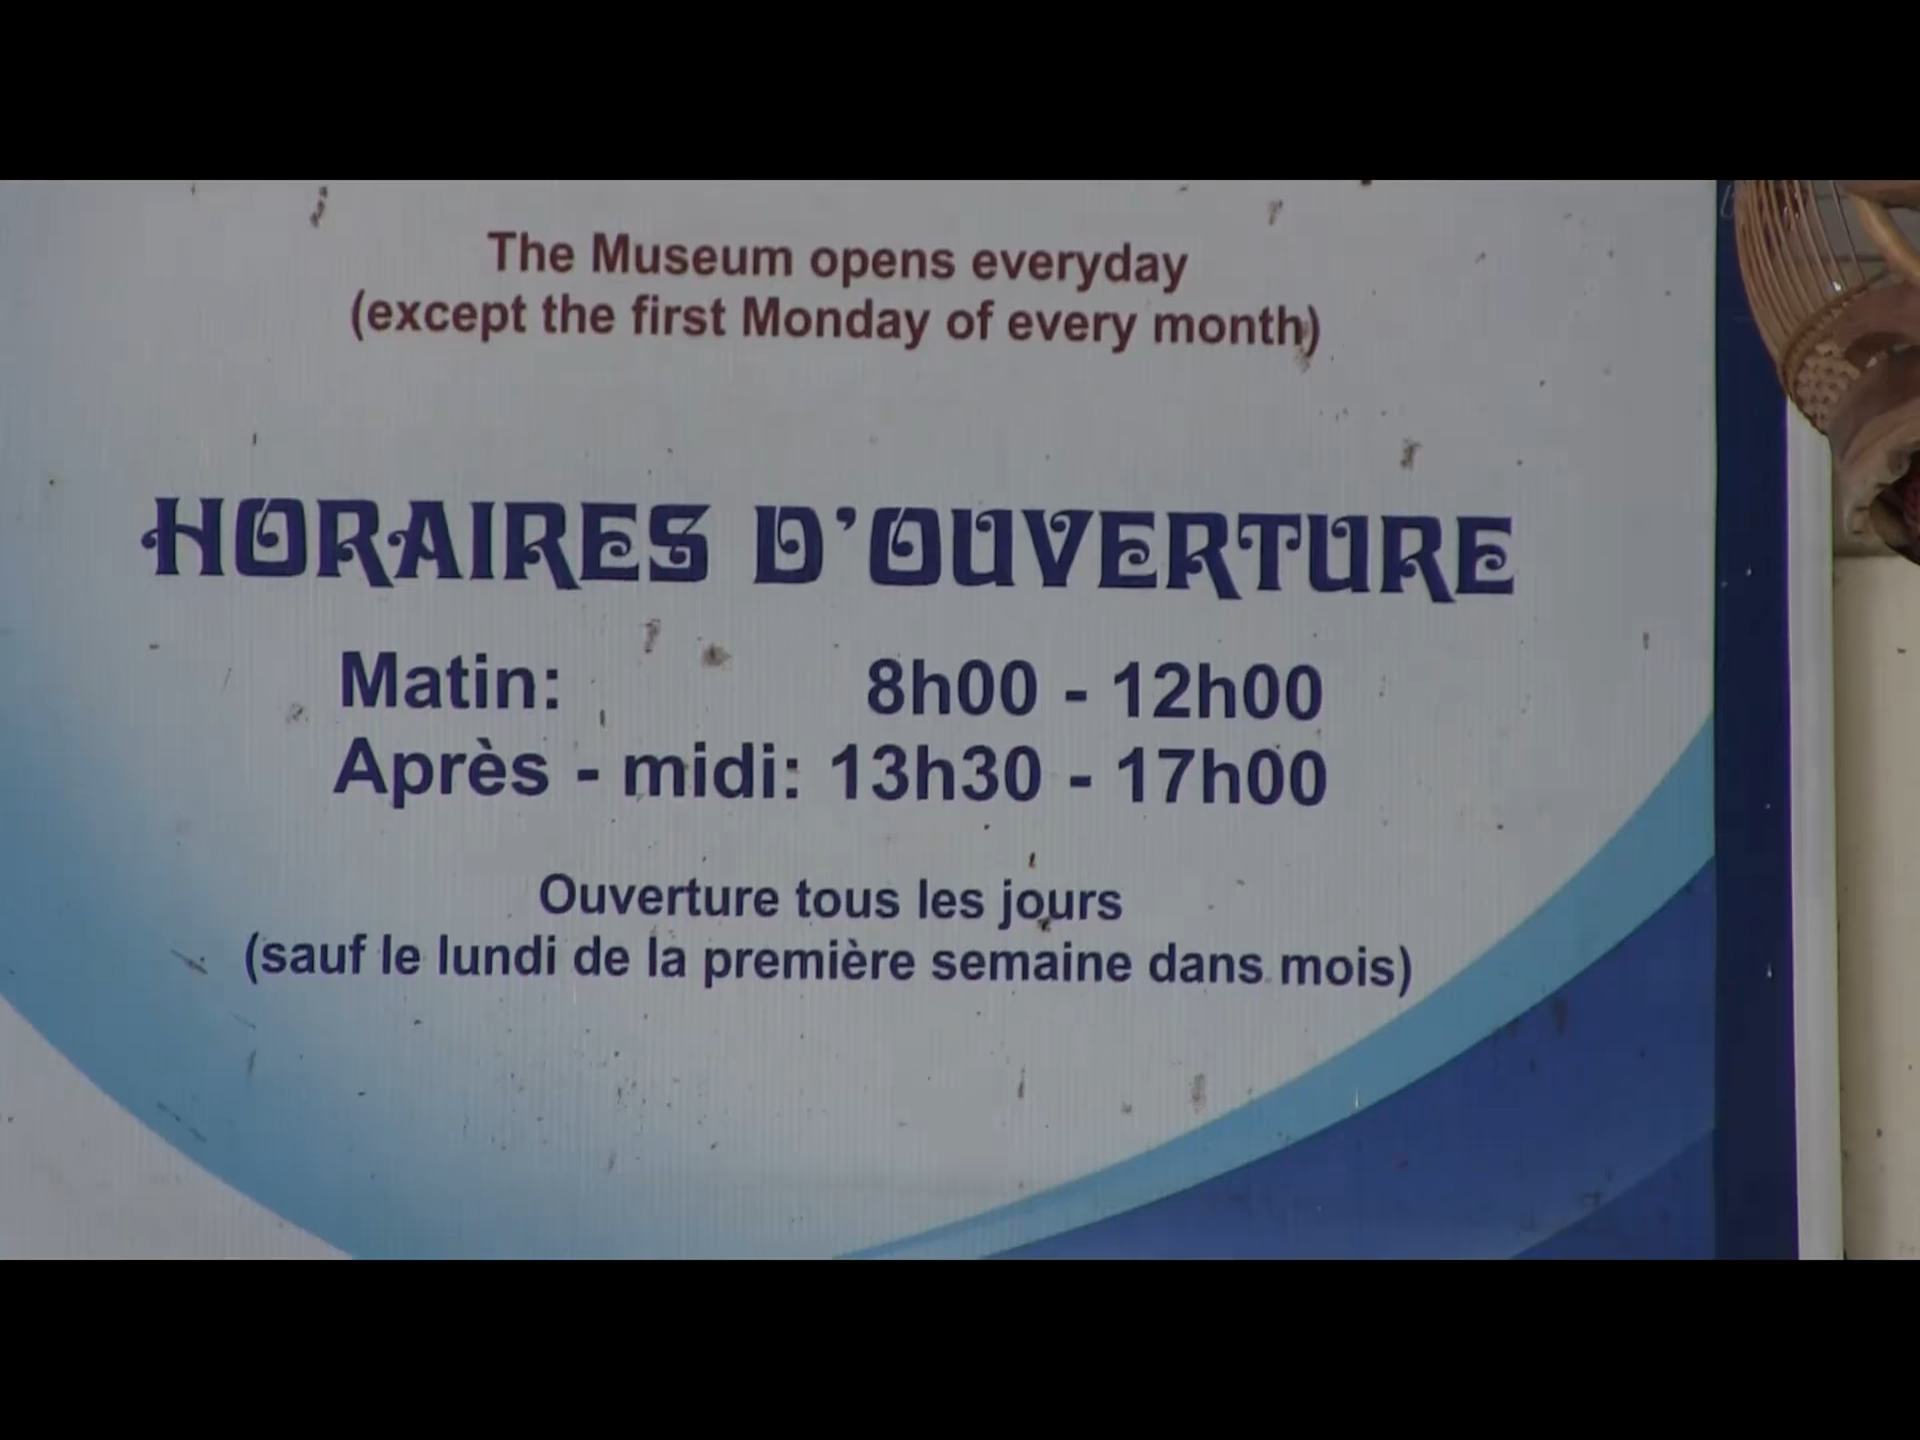 The Museum opens everyday
(except the first Monday of every month)
HORAIRES D'OUVERTURE
Matin: 8h00 - 12h00
Après - midi: 13h30 - 17h00
Ouverture tous les jours
(sauf le lundi de la première semaine dans mois)